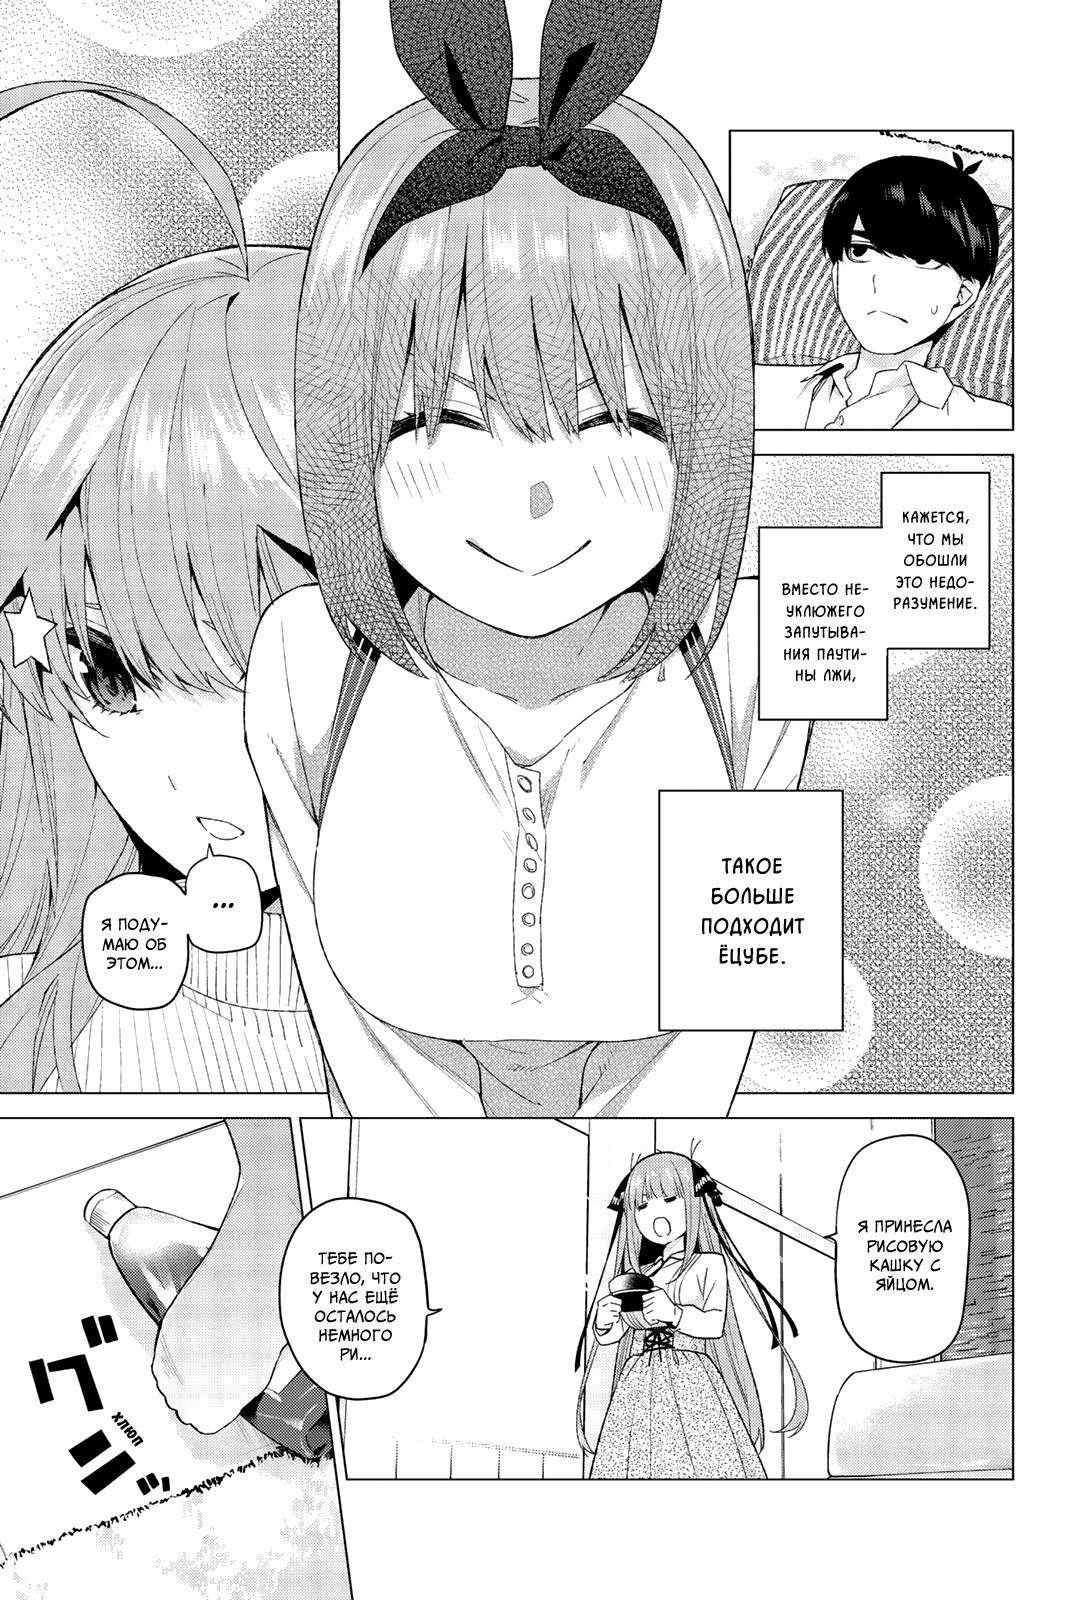 КАЖЕТСЯ,
ЧТО МЫ
ОБОШЛИ
ЭТО НЕДО-
РАЗУМЕНИЕ.
ВМЕСТО НЕ-
УКЛЮЖЕГО
ЗАПУТЫВА-
НИЯ ПАУТИ-
НЫ ЛЖИ,
ТАКОЕ
БОЛЬШЕ
ПОДХОДИТ
ЁЦУБЕ.
...
Я ПОДУ-
МАЮ ОБ
ЭТОМ...
Я ПРИНЕСЛА
РИСОВУЮ
КАШКУ С
ЯЙЦОМ.
ТЕБЕ ПО-
ВЕЗЛО, ЧТО
У НАС ЕЩЁ
ОСТАЛОСЬ
НЕМНОГО
РИ...
グニッ
ХЛЮП